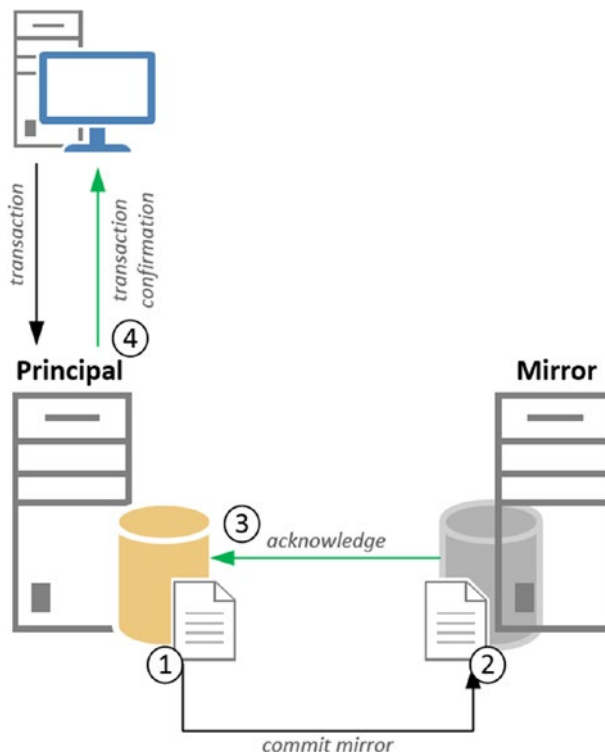 transaction
transaction
confirmation
4
Principal
Mirror
3
acknowledge
1
2
commit mirror